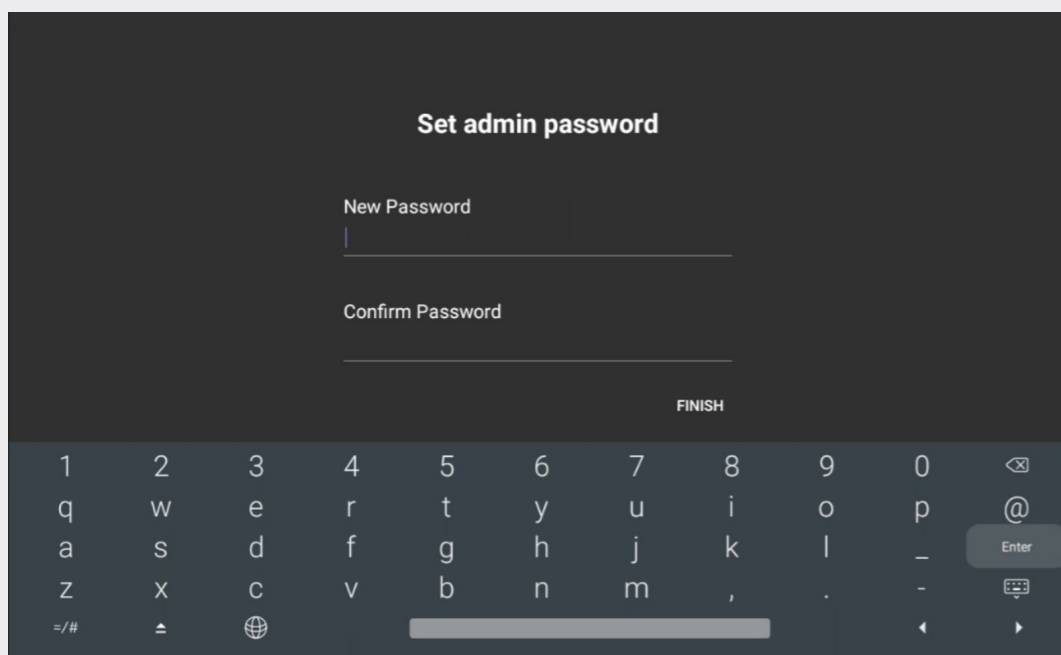 Set admin password
New Password
Confirm Password
FINISH
1 2 3 4 5 6 7 8 9 0
q w e r t y u i o p @
a s d f g h j k l _ Enter
z x c v b n m , . -
=/#